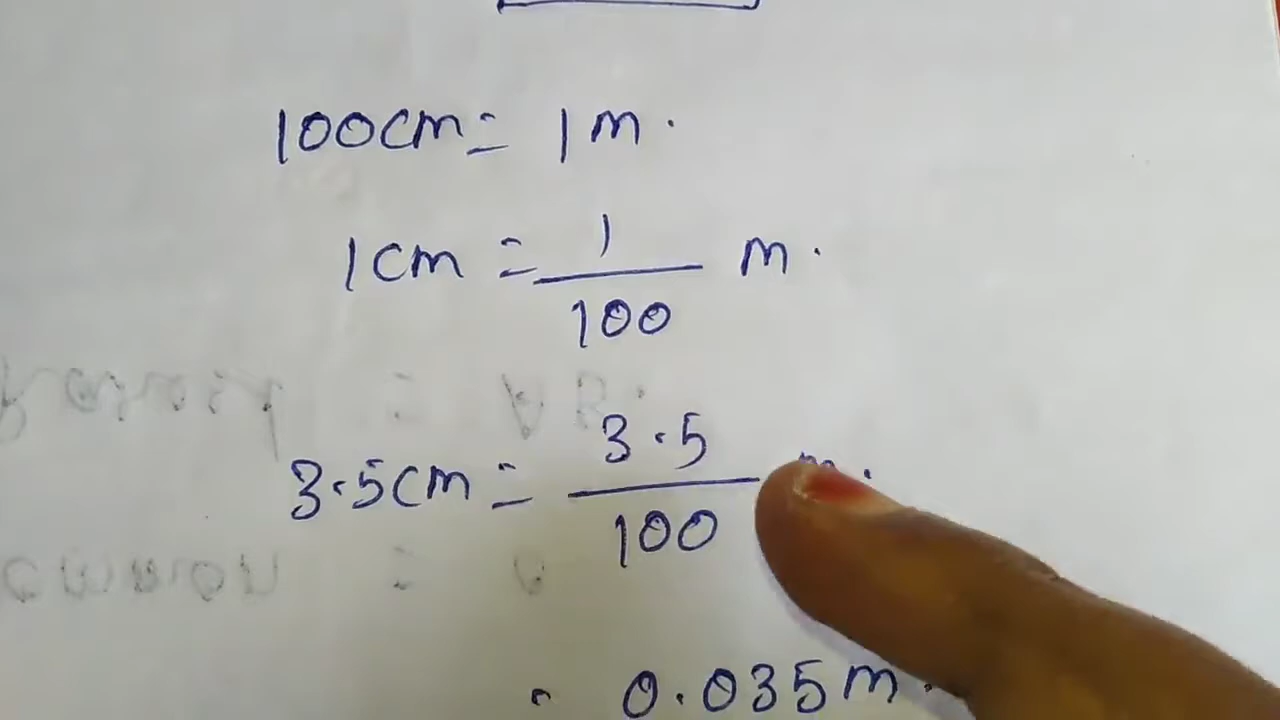 100cm = 1m.
1cm = 1/100 m.
3.5cm = 3.5/100 m.
0.035m.